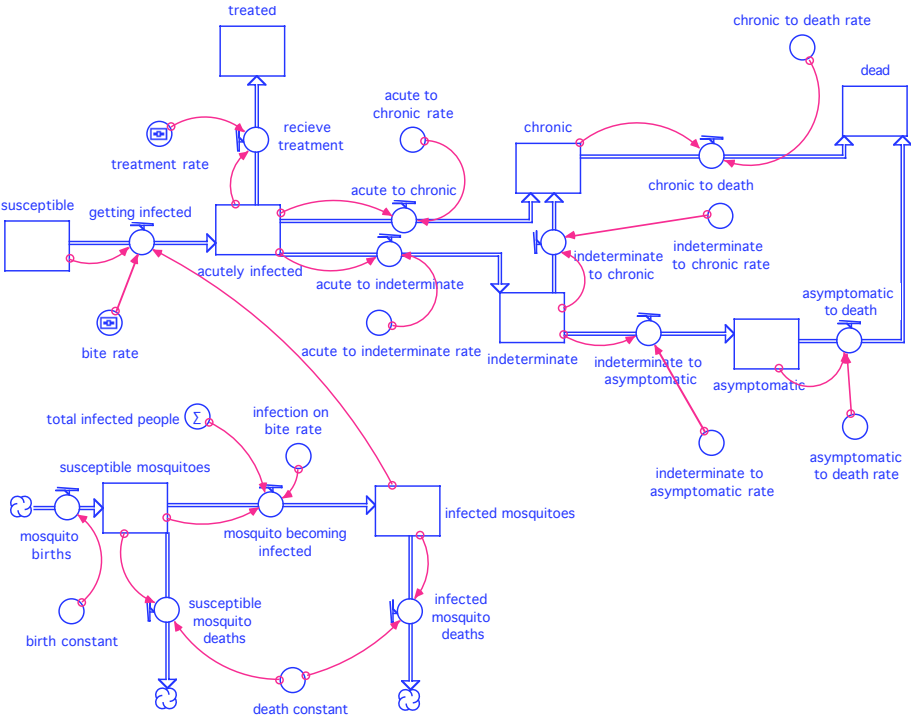 treated
chronic to death rate
dead
acute to
chronic rate
chronic
recieve
treatment
treatment rate
acute to chronic
chronic to death
susceptible
getting infected
acutely infected
indeterminate
to chronic
indeterminate
to chronic rate
acute to indeterminate
asymptomatic
to death
bite rate
acute to indeterminate rate
indeterminate
indeterminate to
asymptomatic
asymptomatic
total infected people
Σ
infection on
bite rate
asymptomatic
to death rate
indeterminate to
asymptomatic rate
susceptible mosquitoes
infected mosquitoes
mosquito
births
mosquito becoming
infected
susceptible
mosquito
deaths
infected
mosquito
deaths
birth constant
death constant